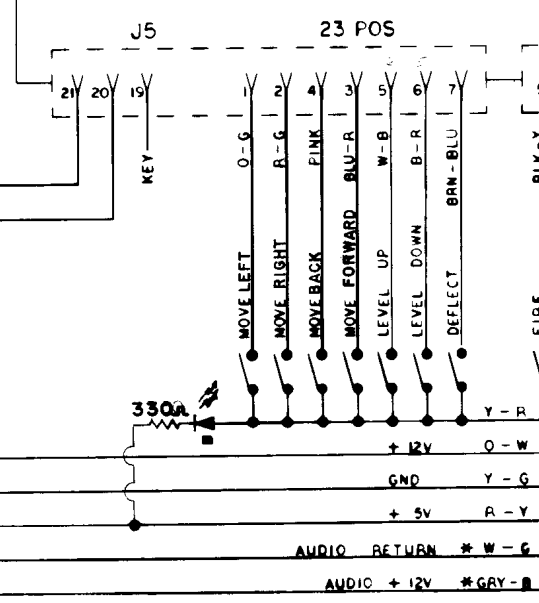 J5 23 POS
21 20 19 1 2 4 3 5 6 7
KEY
O-G
R-G
PINK
BLU-R
W-B
B-R
BRN-BLU
BLK-Y
MOVE LEFT
MOVE RIGHT
MOVE BACK
MOVE FORWARD
LEVEL UP
LEVEL DOWN
DEFLECT
FIRE
330Ω
Y - R
+ 12V O - W
GND Y - G
+ 5V R - Y
AUDIO RETURN * W - G
AUDIO + 12V * GRY - B